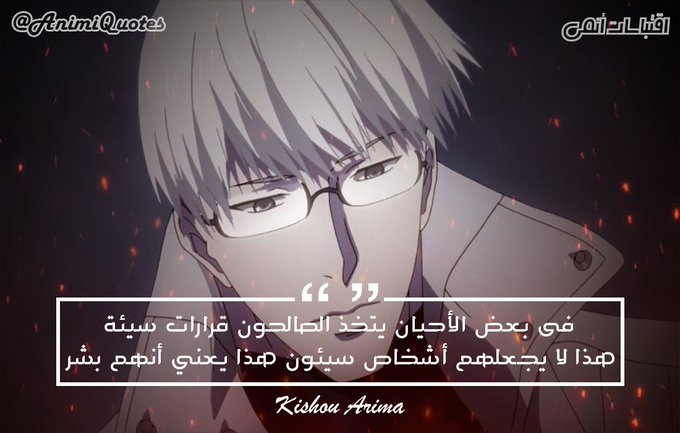 @AnimiQuotes
اقتباسات أنمي
في بعض الأحيان يتخذ الصالحون قرارات سيئة
هذا لا يجعلهم أشخاص سيئون هذا يعني أنهم بشر
Kishou Arima